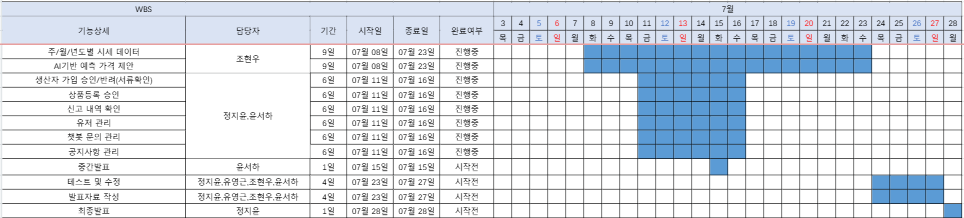 WBS 7월
기능상세 담당자 기간 시작일 종료일 완료여부 3 4 5 6 7 8 9 10 11 12 13 14 15 16 17 18 19 20 21 22 23 24 25 26 27 28
목 금 토 일 월 화 수 목 금 토 일 월 화 수 목 금 토 일 월 화 수 목 금 토 일 월
주/월/년도별 시세 데이터 조현우 9일 07월 08일 07월 23일 진행중
AI기반 예측 가격 제안 9일 07월 08일 07월 23일 진행중
생산자 가입 승인/반려(서류확인) 정지윤,윤서하 6일 07월 11일 07월 16일 진행중
상품등록 승인 6일 07월 11일 07월 16일 진행중
신고 내역 확인 6일 07월 11일 07월 16일 진행중
유저 관리 6일 07월 11일 07월 16일 진행중
챗봇 문의 관리 6일 07월 11일 07월 16일 진행중
공지사항 관리 6일 07월 11일 07월 16일 진행중
중간발표 윤서하 1일 07월 15일 07월 15일 시작전
테스트 및 수정 정지윤,유영근,조현우,윤서하 4일 07월 23일 07월 27일 시작전
발표자료 작성 정지윤,유영근,조현우,윤서하 4일 07월 23일 07월 27일 시작전
최종발표 정지윤 1일 07월 28일 07월 28일 시작전